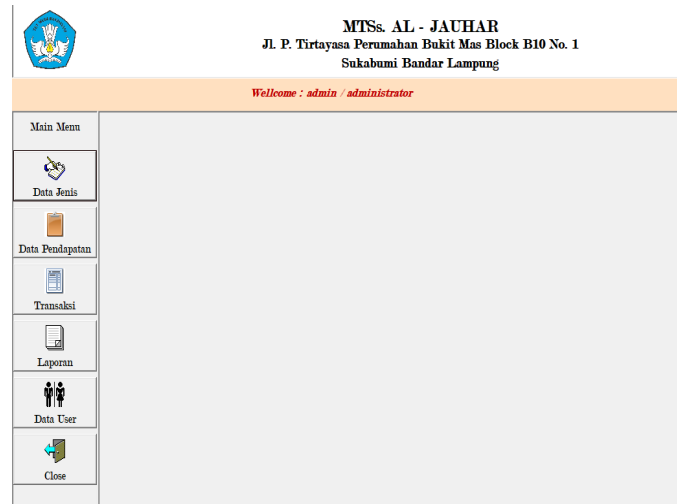 MTSs. AL - JAUHAR
Jl. P. Tirtayasa Perumahan Bukit Mas Block B10 No. 1
Sukabumi Bandar Lampung
Wellcome : admin / administrator
Main Menu
Data Jenis
Data Pendapatan
Transaksi
Laporan
Data User
Close